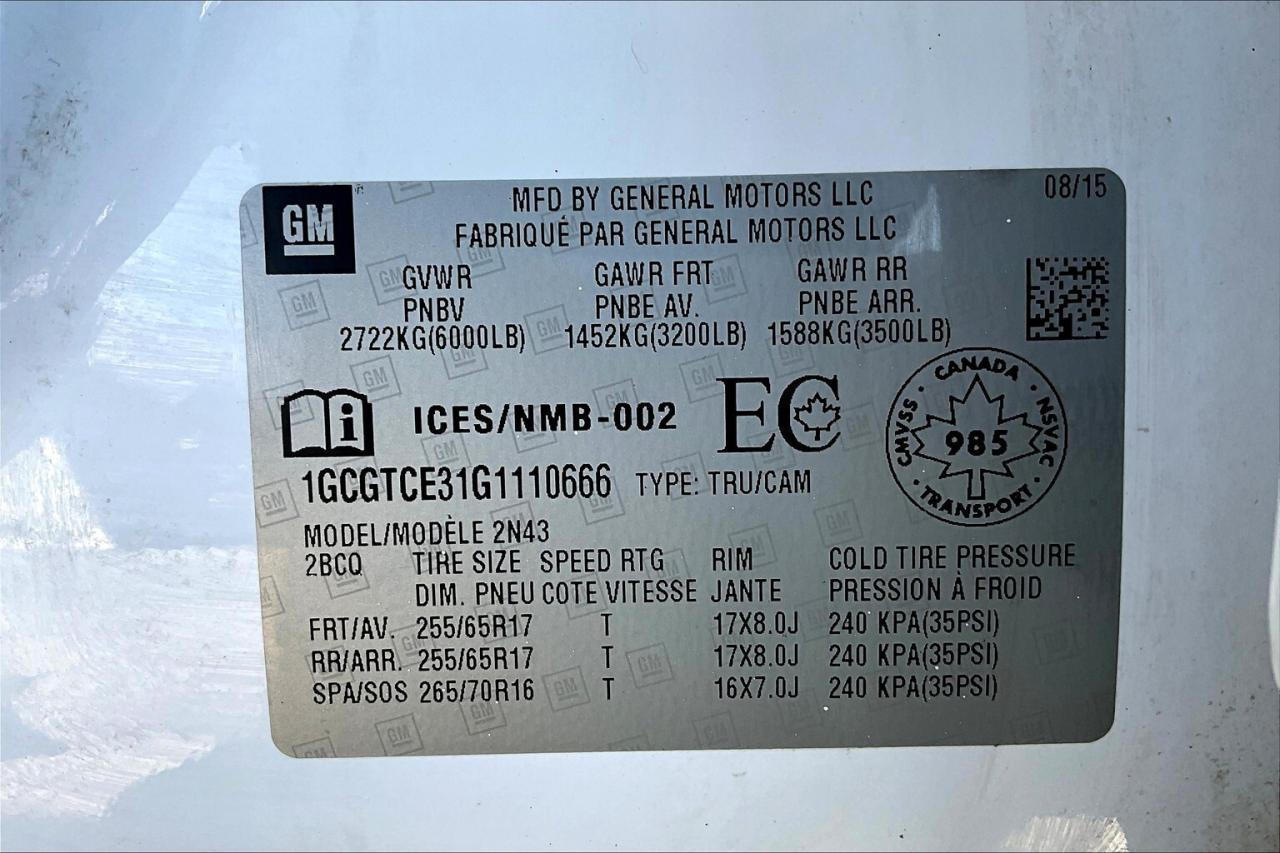 GM
MFD BY GENERAL MOTORS LLC 08/15
FABRIQUÉ PAR GENERAL MOTORS LLC
GVWR GAWR FRT GAWR RR
PNBV PNBE AV. PNBE ARR.
2722KG(6000LB) 1452KG(3200LB) 1588KG(3500LB)
i ICES/NMB-002 EC
CANADA · NSVAC · TRANSPORT · CMVSS ·
985
1GCGTCE31G1110666 TYPE: TRU/CAM
MODEL/MODÈLE 2N43
2BCQ TIRE SIZE SPEED RTG RIM COLD TIRE PRESSURE
DIM. PNEU COTE VITESSE JANTE PRESSION À FROID
FRT/AV. 255/65R17 T 17X8.0J 240 KPA(35PSI)
RR/ARR. 255/65R17 T 17X8.0J 240 KPA(35PSI)
SPA/SOS 265/70R16 T 16X7.0J 240 KPA(35PSI)